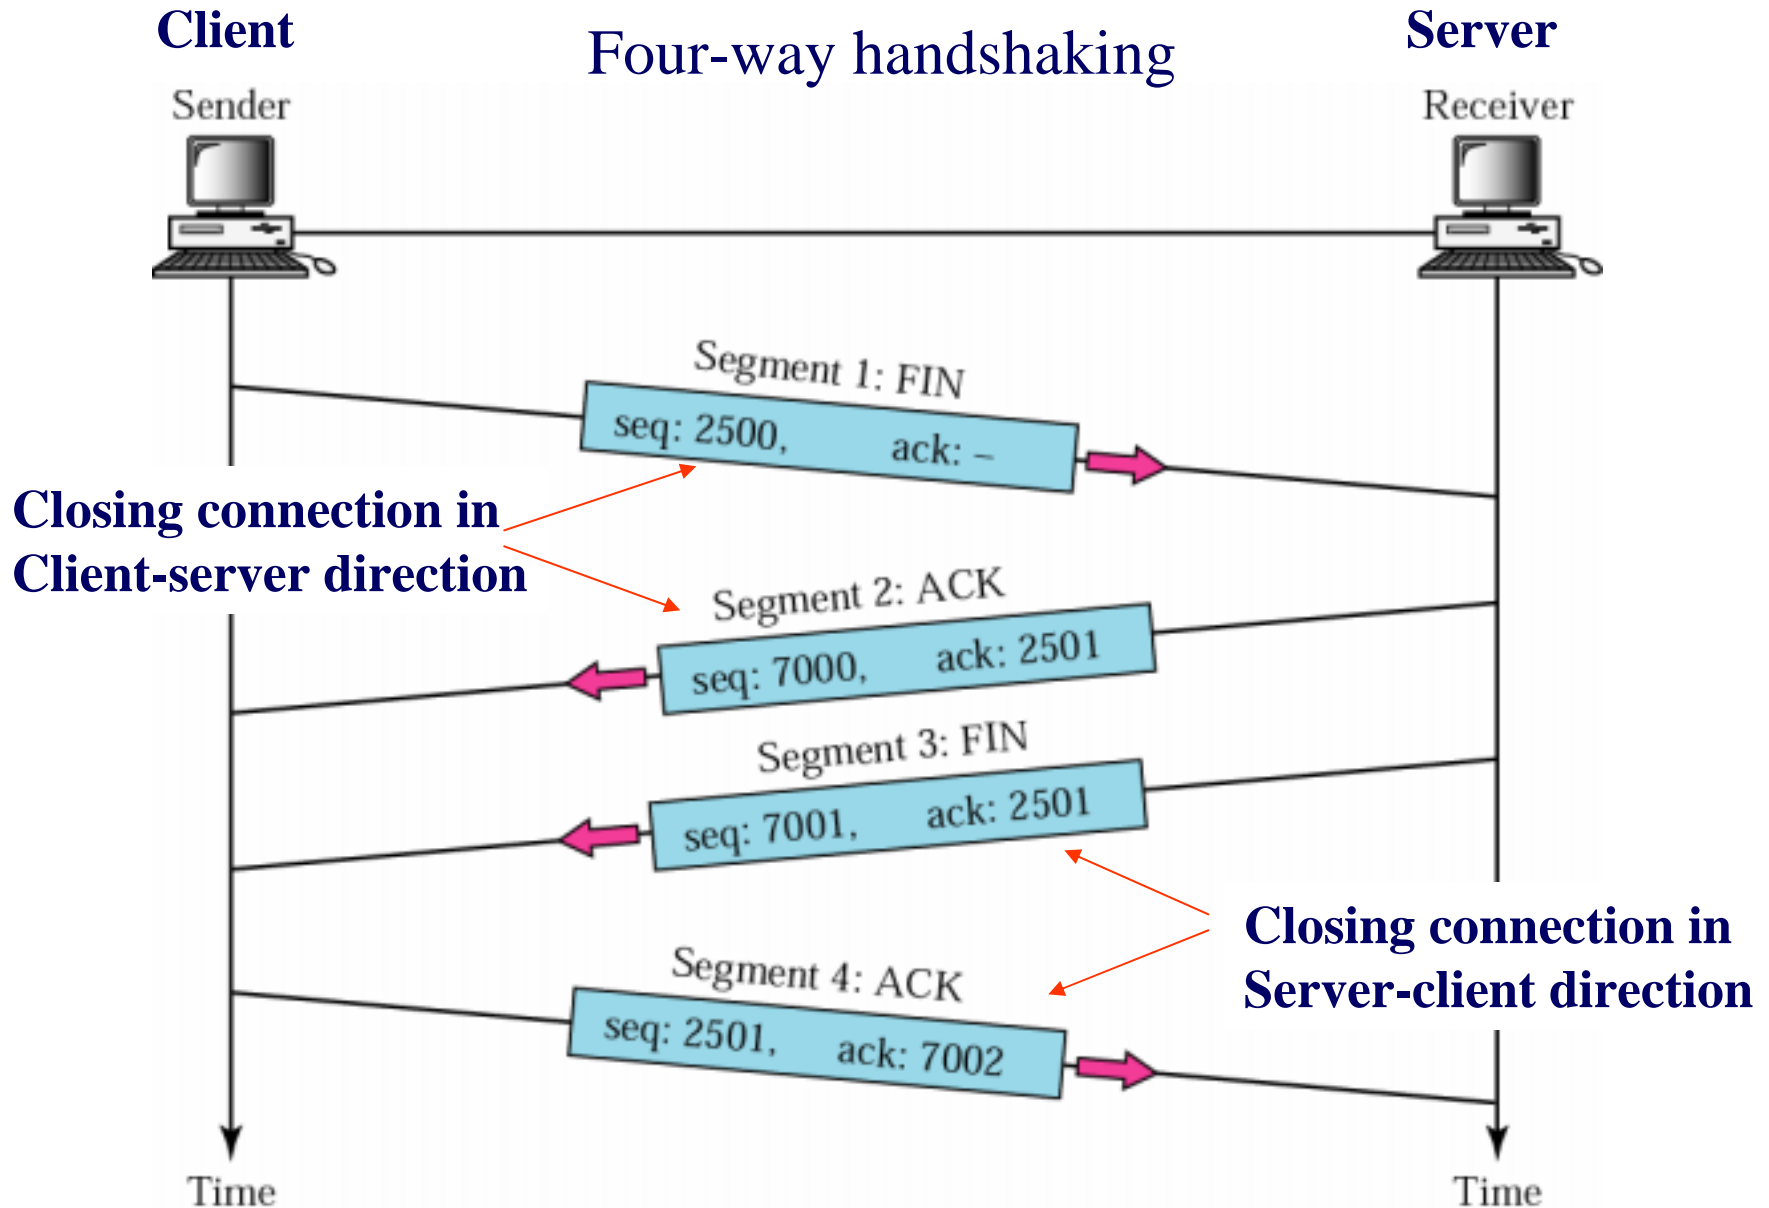 Client
Four-way handshaking
Server
Sender
Receiver
Segment 1: FIN
seq: 2500, ack: –
Closing connection in
Client-server direction
Segment 2: ACK
seq: 7000, ack: 2501
Segment 3: FIN
seq: 7001, ack: 2501
Closing connection in
Server-client direction
Segment 4: ACK
seq: 2501, ack: 7002
Time
Time